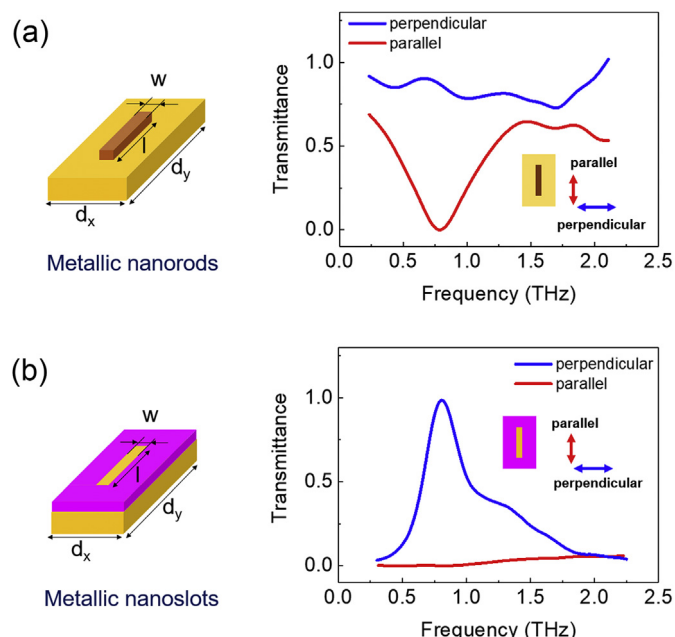 (a)
w
l
d_y
d_x
Metallic nanorods
perpendicular
parallel
Transmittance
1.0
0.5
0.0
parallel
perpendicular
0.0 0.5 1.0 1.5 2.0 2.5
Frequency (THz)
(b)
w
l
d_y
d_x
Metallic nanoslots
perpendicular
parallel
Transmittance
1.0
0.5
0.0
parallel
perpendicular
0.0 0.5 1.0 1.5 2.0 2.5
Frequency (THz)